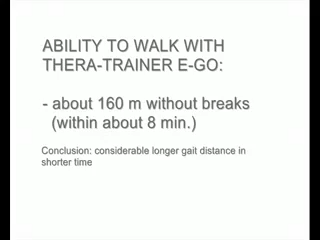 ABILITY TO WALK WITH
THERA-TRAINER E-GO:
- about 160 m without breaks
(within about 8 min.)
Conclusion: considerable longer gait distance in
shorter time